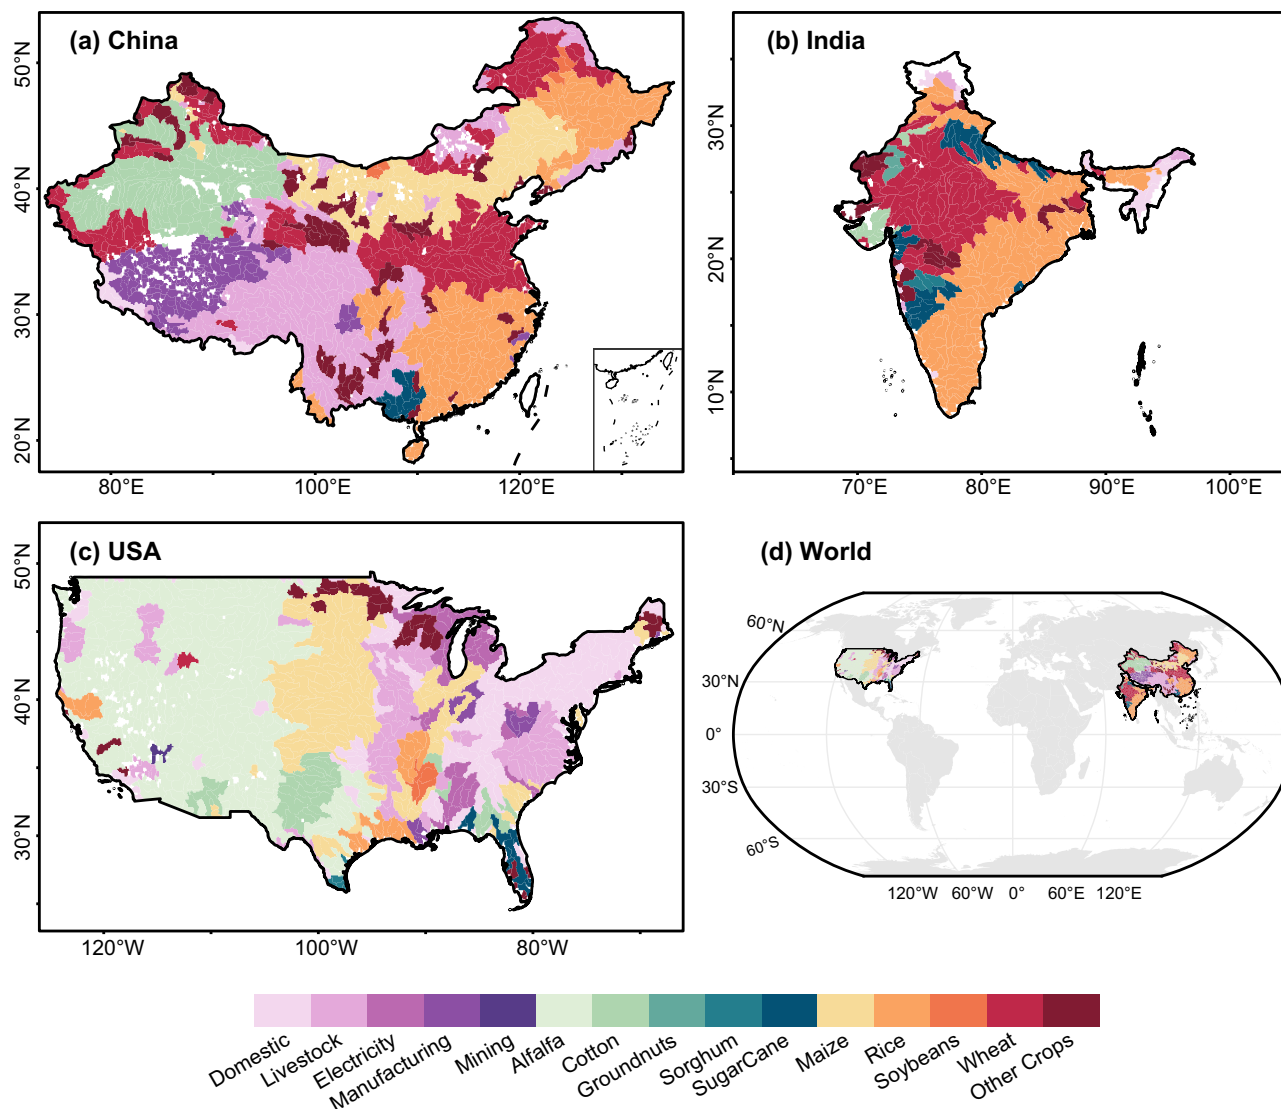 (a) China
50°N
40°N
30°N
20°N
80°E
100°E
120°E
(b) India
30°N
20°N
10°N
70°E
80°E
90°E
100°E
(c) USA
50°N
40°N
30°N
120°W
100°W
80°W
(d) World
60°N
30°N
0°
30°S
60°S
120°W
60°W
0°
60°E
120°E
Domestic
Livestock
Electricity
Manufacturing
Mining
Alfalfa
Cotton
Groundnuts
Sorghum
SugarCane
Maize
Rice
Soybeans
Wheat
Other Crops